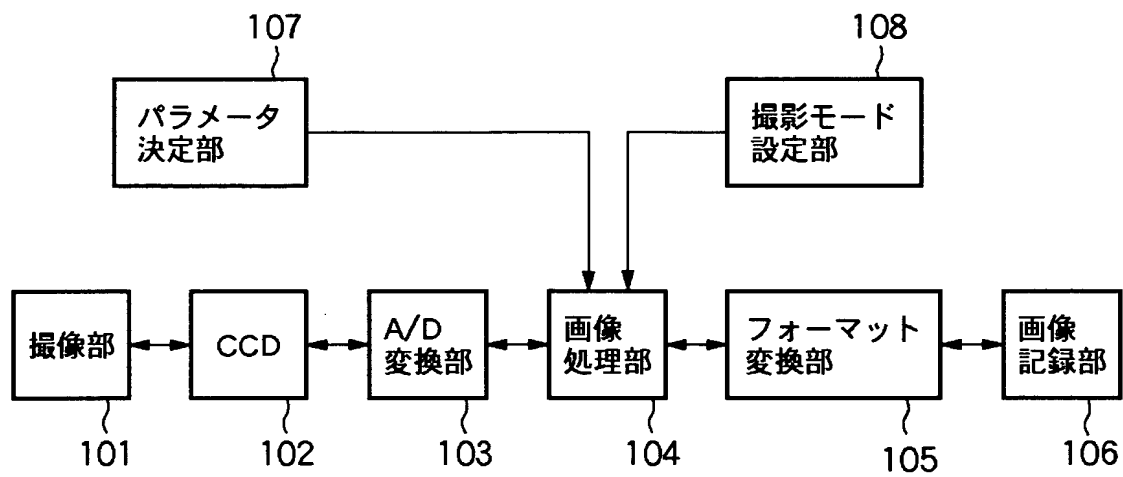 107
108
パラメータ
決定部
撮影モード
設定部
撮像部
CCD
A/D
変換部
画像
処理部
フォーマット
変換部
画像
記録部
101
102
103
104
105
106